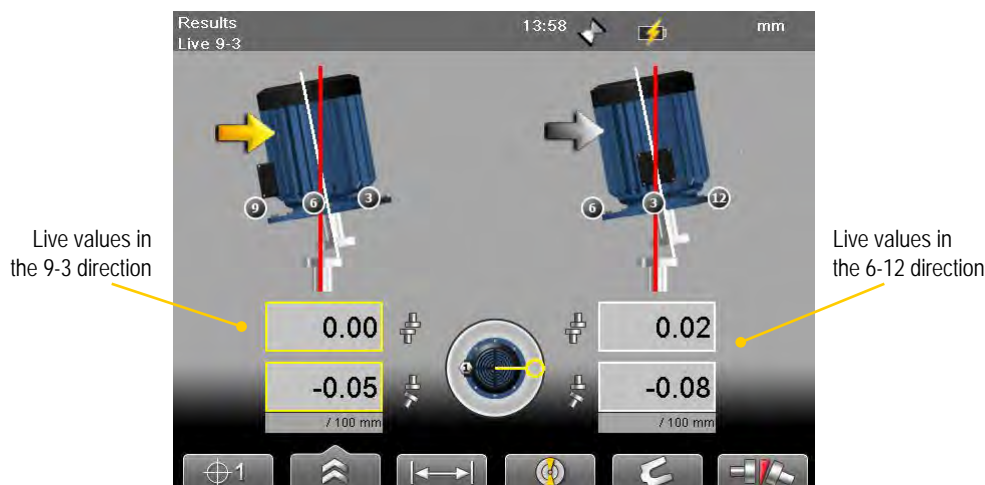 Results
Live 9-3
13:58
mm
9
6
3
6
3
12
Live values in
the 9-3 direction
Live values in
the 6-12 direction
0.00
-0.05
/ 100 mm
1
0.02
-0.08
/ 100 mm
1